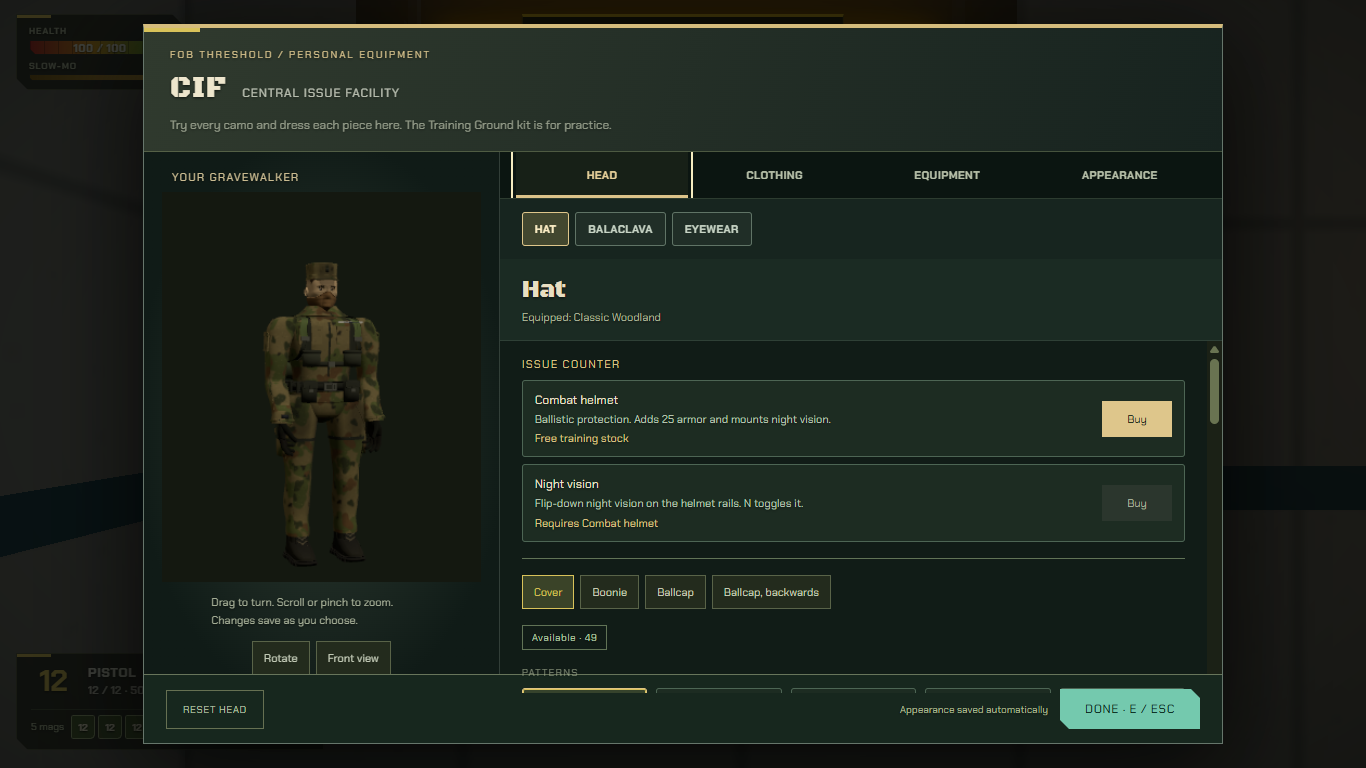 HEALTH
100 / 100
SLOW-MO
FOB THRESHOLD / PERSONAL EQUIPMENT
CIF CENTRAL ISSUE FACILITY
Try every camo and dress each piece here. The Training Ground kit is for practice.
YOUR GRAVEWALKER
HEAD CLOTHING EQUIPMENT APPEARANCE
HAT BALACLAVA EYEWEAR
Hat
Equipped: Classic Woodland
ISSUE COUNTER
Combat helmet
Ballistic protection. Adds 25 armor and mounts night vision.
Free training stock
Buy
Night vision
Flip-down night vision on the helmet rails. N toggles it.
Requires Combat helmet
Buy
Cover Boonie Ballcap Ballcap, backwards
Available · 49
PATTERNS
Drag to turn. Scroll or pinch to zoom.
Changes save as you choose.
Rotate Front view
12 PISTOL
12 / 12 · 50
5 mags 12 12 12
RESET HEAD
Appearance saved automatically
DONE · E / ESC